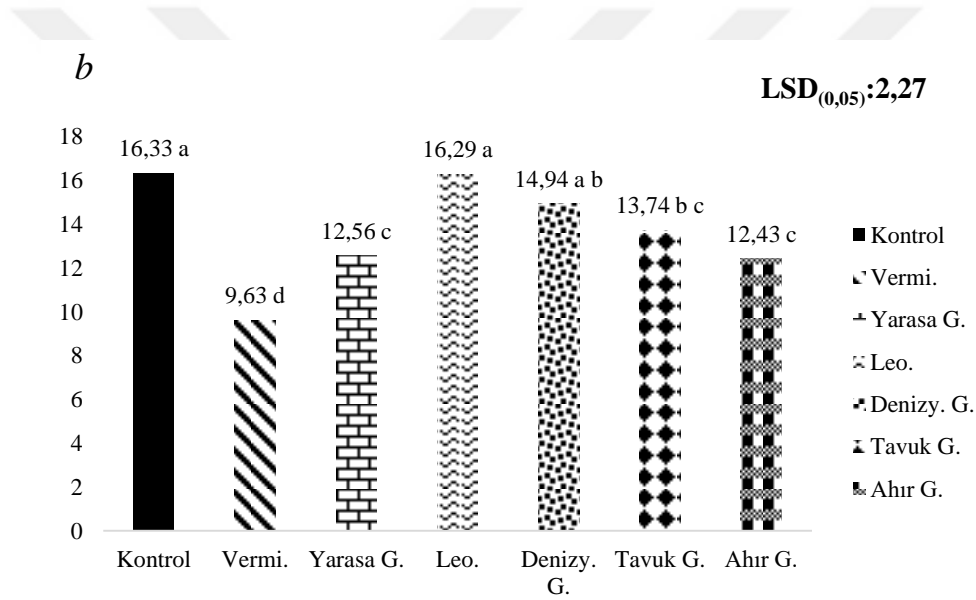 b
LSD(0,05):2,27
18
16
14
12
10
8
6
4
2
0
16,33 a
9,63 d
12,56 c
16,29 a
14,94 a b
13,74 b c
12,43 c
Kontrol
Vermi.
Yarasa G.
Leo.
Denizy.
G.
Tavuk G.
Ahır G.
Kontrol
Vermi.
Yarasa G.
Leo.
Denizy. G.
Tavuk G.
Ahır G.